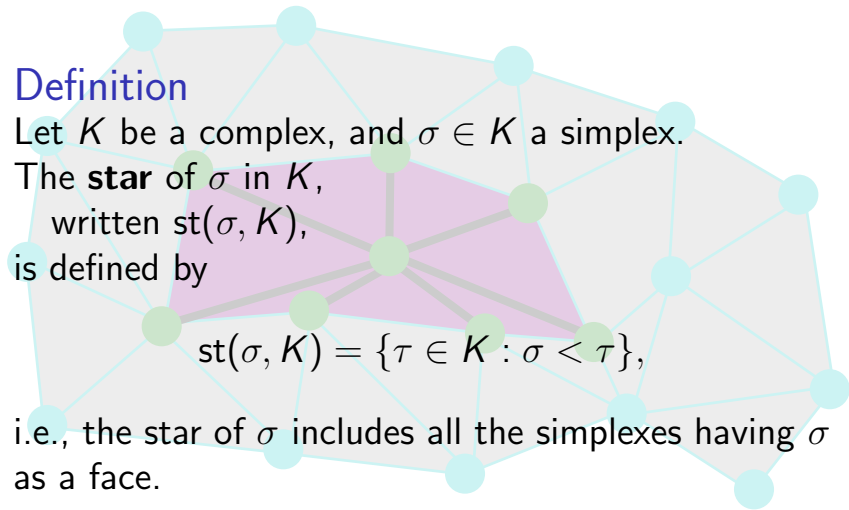 Definition
Let K be a complex, and σ ∈ K a simplex.
The star of σ in K,
written st(σ, K),
is defined by
st(σ, K) = {τ ∈ K : σ < τ},
i.e., the star of σ includes all the simplexes having σ
as a face.